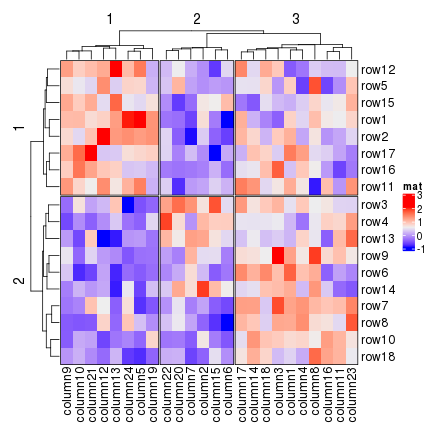 1 2 3
1
2
row12
row5
row15
row1
row2
row17
row16
row11
row3
row4
row13
row9
row6
row14
row7
row8
row10
row18
mat
3
2
1
0
-1
column9
column10
column21
column12
column13
column24
column5
column19
column22
column20
column7
column2
column15
column6
column17
column14
column18
column3
column1
column4
column8
column16
column11
column23